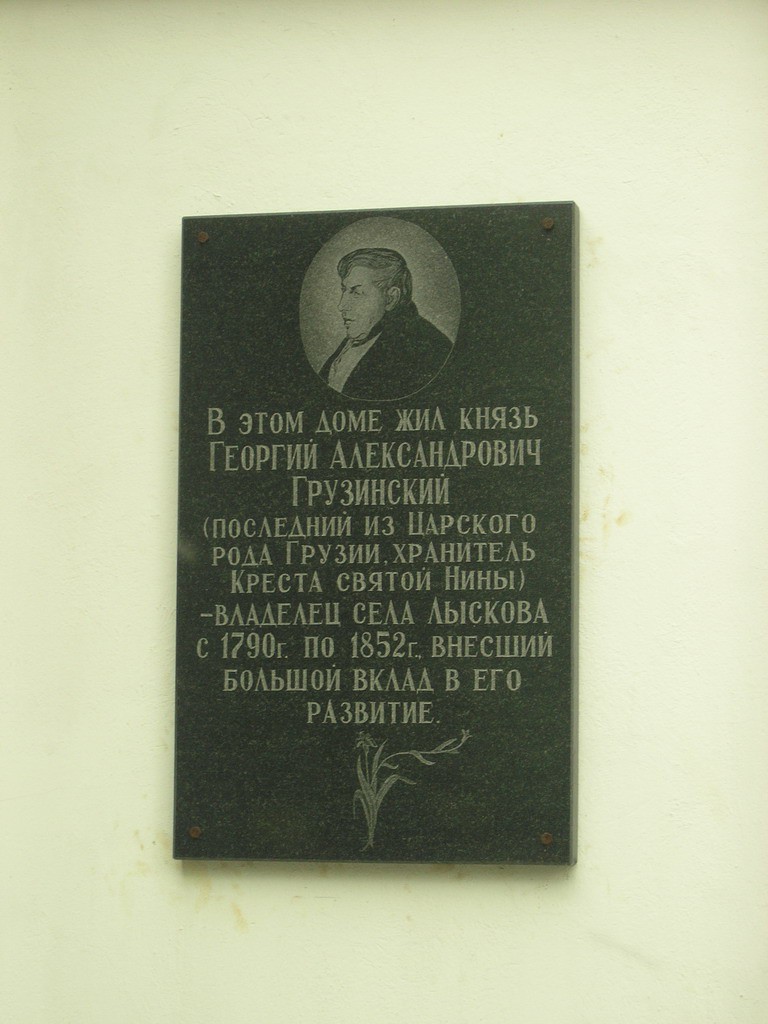 В ЭТОМ ДОМЕ ЖИЛ КНЯЗЬ
ГЕОРГИЙ АЛЕКСАНДРОВИЧ
ГРУЗИНСКИЙ
(ПОСЛЕДНИЙ ИЗ ЦАРСКОГО
РОДА ГРУЗИИ, ХРАНИТЕЛЬ
КРЕСТА СВЯТОЙ НИНЫ)
-ВЛАДЕЛЕЦ СЕЛА ЛЫСКОВА
С 1790г. ПО 1852г., ВНЕСШИЙ
БОЛЬШОЙ ВКЛАД В ЕГО
РАЗВИТИЕ.